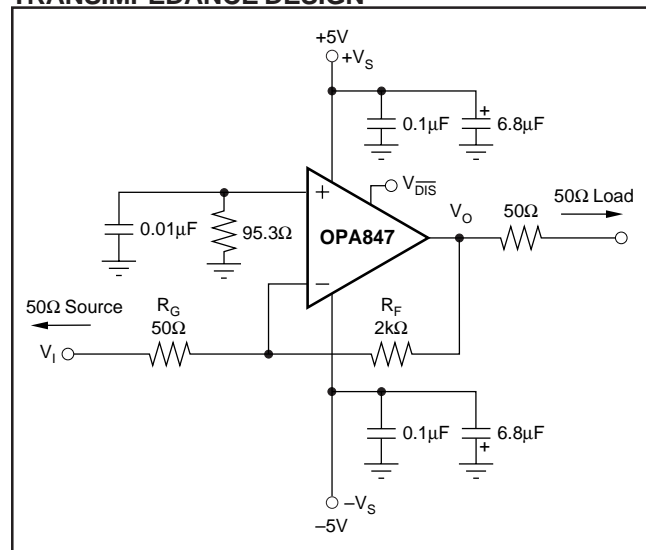 TRANSIMPEDANCE DESIGN
+5V
+VS
0.1µF
+
6.8µF
+
VDIS
0.01µF
95.3Ω
OPA847
VO
50Ω
50Ω Load
−
50Ω Source
RG
50Ω
RF
2kΩ
VI
0.1µF
6.8µF
+
−VS
−5V